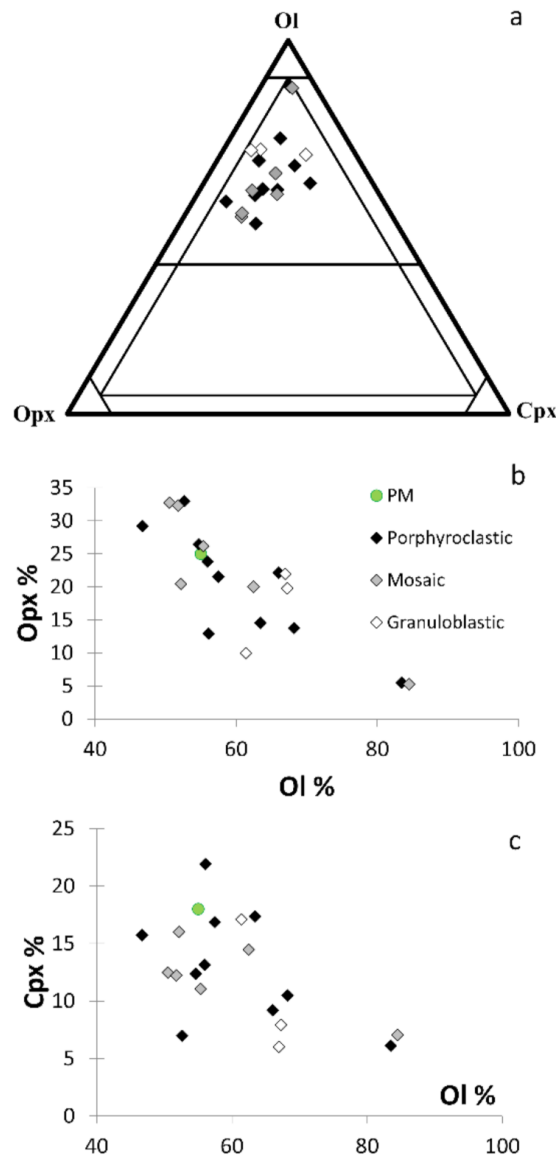 a
Ol
Opx
Cpx
b
35
30
25
20
15
10
5
0
Opx %
PM
Porphyroclastic
Mosaic
Granuloblastic
40 60 80 100
Ol %
c
25
20
15
10
5
0
Cpx %
Ol %
40 60 80 100